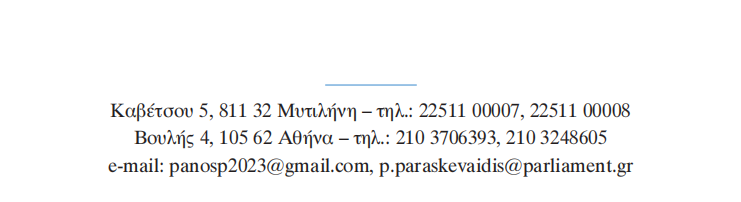 Καβέτσου 5, 811 32 Μυτιλήνη – τηλ.: 22511 00007, 22511 00008
Βουλής 4, 105 62 Αθήνα – τηλ.: 210 3706393, 210 3248605
e-mail: panosp2023@gmail.com, p.paraskevaidis@parliament.gr